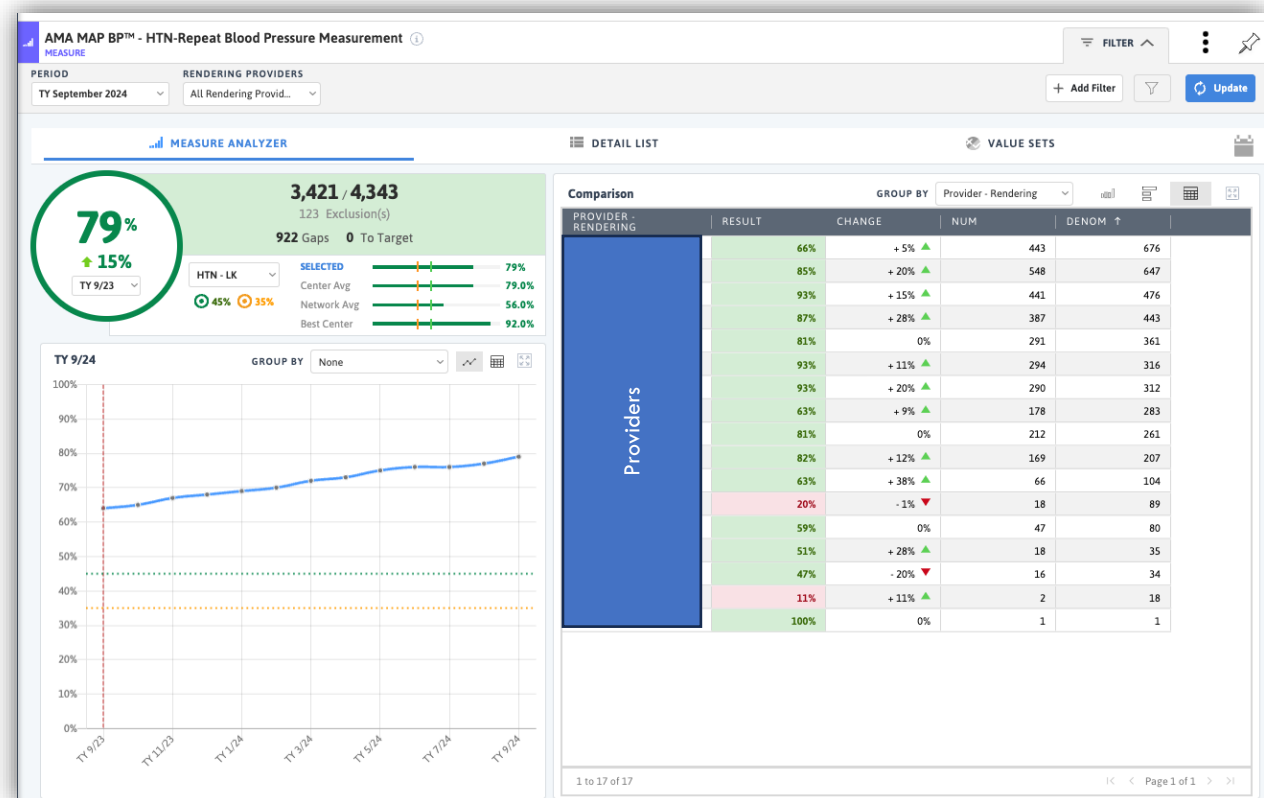 AMA MAP BP™ - HTN-Repeat Blood Pressure Measurement
MEASURE
FILTER
PERIOD
RENDERING PROVIDERS
TY September 2024
All Rendering Provid...
+ Add Filter
Update
MEASURE ANALYZER
DETAIL LIST
VALUE SETS
79%
15%
TY 9/23
3,421 / 4,343
123 Exclusion(s)
922 Gaps 0 To Target
HTN - LK
45% 35%
SELECTED 79%
Center Avg 79.0%
Network Avg 56.0%
Best Center 92.0%
TY 9/24
GROUP BY None
100%
90%
80%
70%
60%
50%
40%
30%
20%
10%
0%
TY 9/23 TY 11/23 TY 1/24 TY 3/24 TY 5/24 TY 7/24 TY 9/24
Comparison
GROUP BY Provider - Rendering
PROVIDER - RENDERING RESULT CHANGE NUM DENOM ↑
Providers
66% + 5% 443 676
85% + 20% 548 647
93% + 15% 441 476
87% + 28% 387 443
81% 0% 291 361
93% + 11% 294 316
93% + 20% 290 312
63% + 9% 178 283
81% 0% 212 261
82% + 12% 169 207
63% + 38% 66 104
20% - 1% 18 89
59% 0% 47 80
51% + 28% 18 35
47% - 20% 16 34
11% + 11% 2 18
100% 0% 1 1
1 to 17 of 17
Page 1 of 1